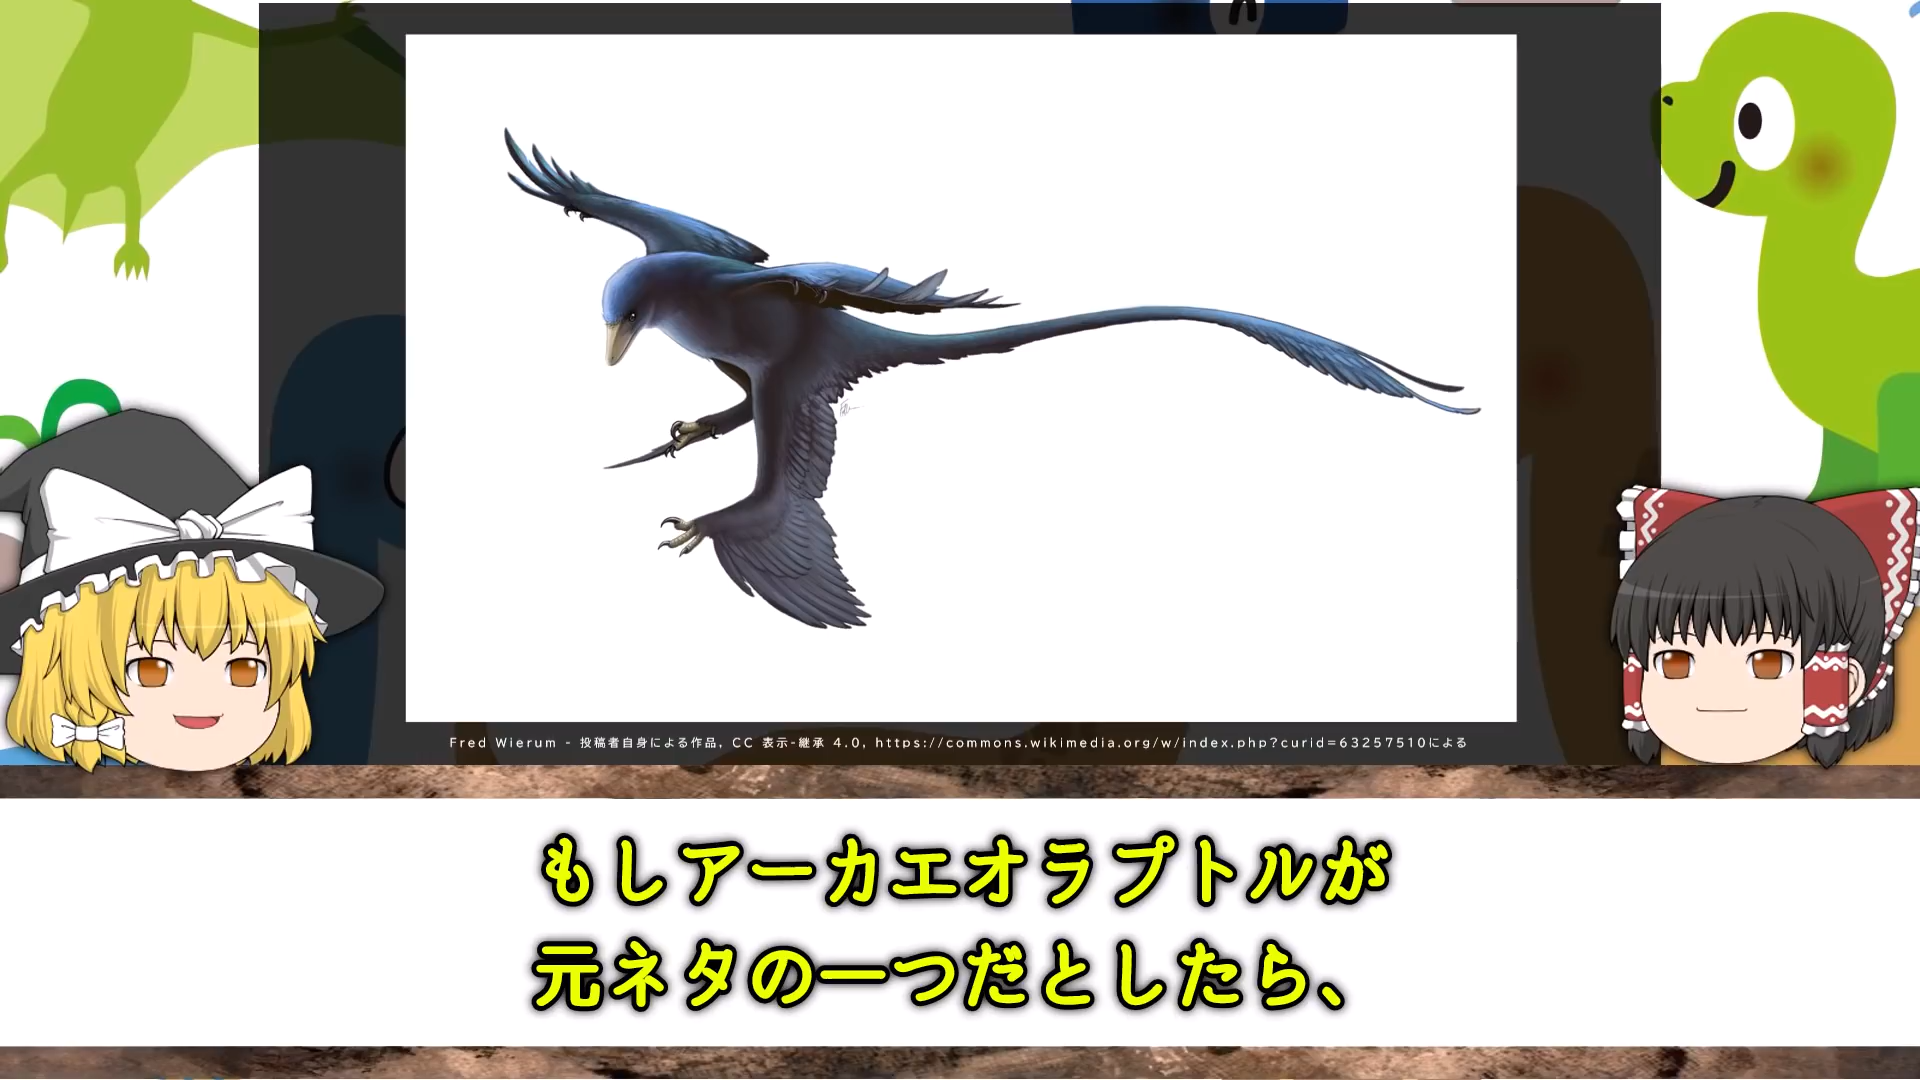 Fred Wierum - 投稿者自身による作品, CC 表示-継承 4.0, https://commons.wikimedia.org/w/index.php?curid=63257510による
もしアーカエオラプトルが
元ネタの一つだとしたら、